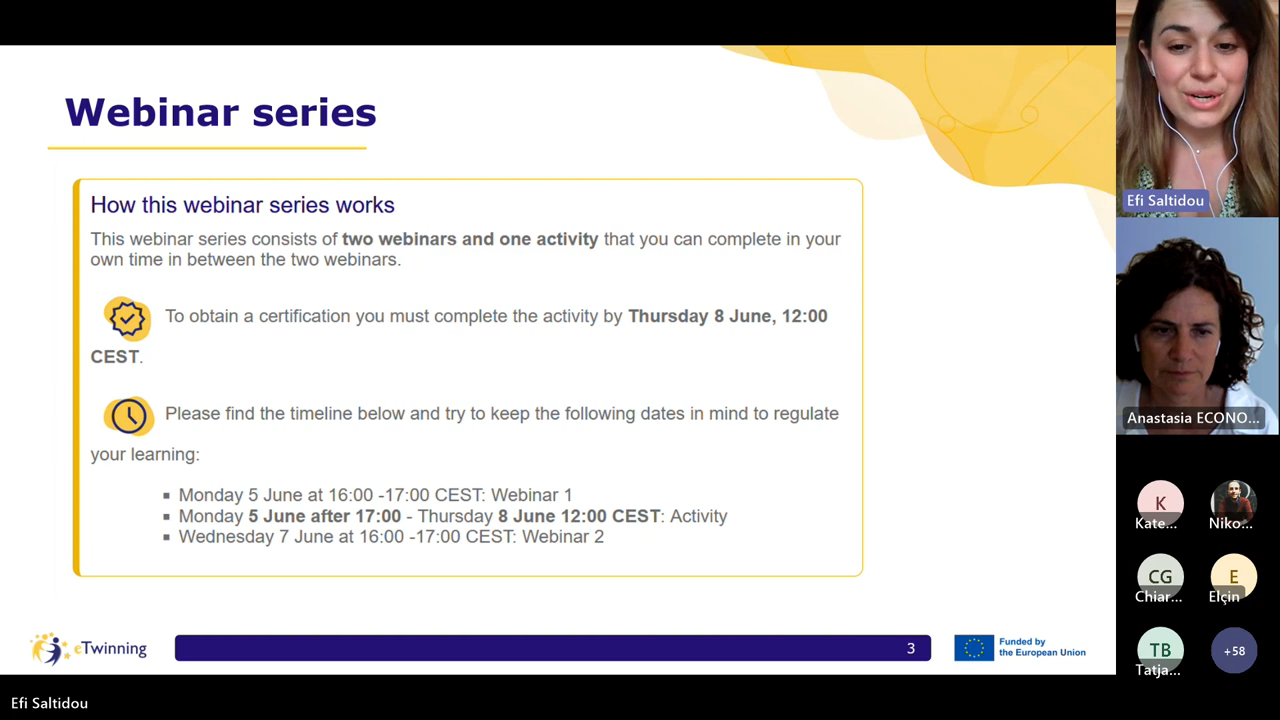 Webinar series
How this webinar series works
This webinar series consists of two webinars and one activity that you can complete in your
own time in between the two webinars.
To obtain a certification you must complete the activity by Thursday 8 June, 12:00
CEST.
Please find the timeline below and try to keep the following dates in mind to regulate
your learning:
Monday 5 June at 16:00 -17:00 CEST: Webinar 1
Monday 5 June after 17:00 - Thursday 8 June 12:00 CEST: Activity
Wednesday 7 June at 16:00 -17:00 CEST: Webinar 2
eTwinning
3
Funded by
the European Union
Efi Saltidou
Anastasia ECONO...
K
Kate...
Niko...
CG
Chiar...
E
Elçin
TB
Tatja...
+58
Efi Saltidou